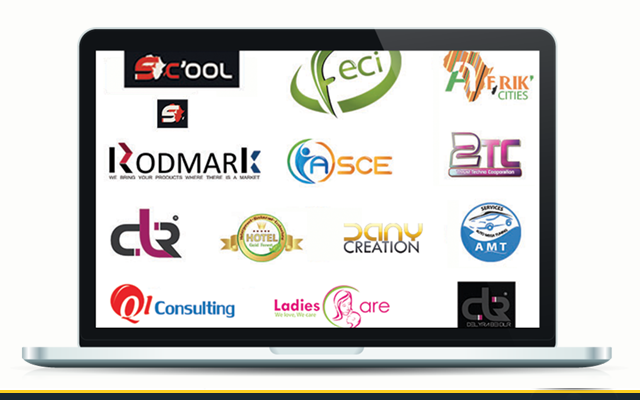 S'C'OOL
feci
AFRIK'
CITIES
RODMARK
WE BRING YOUR PRODUCTS WHERE THERE IS A MARKET
ASCE
2TC
HOTEL
DANY
CREATION
SERVICES
AMT
QI Consulting
Ladies Care
We love, We care